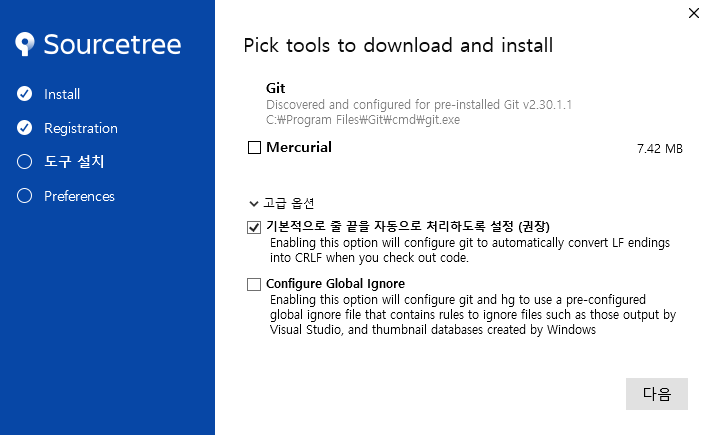 Sourcetree
Install
Registration
도구 설치
Preferences
Pick tools to download and install
Git
Discovered and configured for pre-installed Git v2.30.1.1
C:₩Program Files₩Git₩cmd₩git.exe
Mercurial 7.42 MB
고급 옵션
기본적으로 줄 끝을 자동으로 처리하도록 설정 (권장)
Enabling this option will configure git to automatically convert LF endings
into CRLF when you check out code.
Configure Global Ignore
Enabling this option will configure git and hg to use a pre-configured
global ignore file that contains rules to ignore files such as those output by
Visual Studio, and thumbnail databases created by Windows
다음